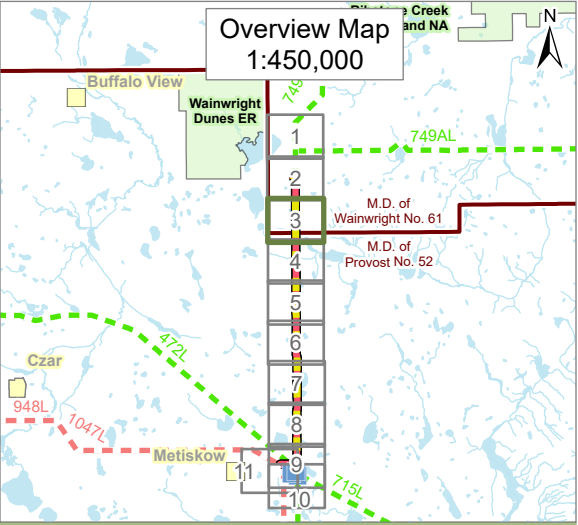 Creek
and NA
Overview Map
1:450,000
N
Buffalo View
Wainwright
Dunes ER
749
749AL
1
2
3
M.D. of
Wainwright No. 61
M.D. of
Provost No. 52
4
5
6
472L
7
Czar
948L
1047L
8
Metiskow
9
11
715L
10